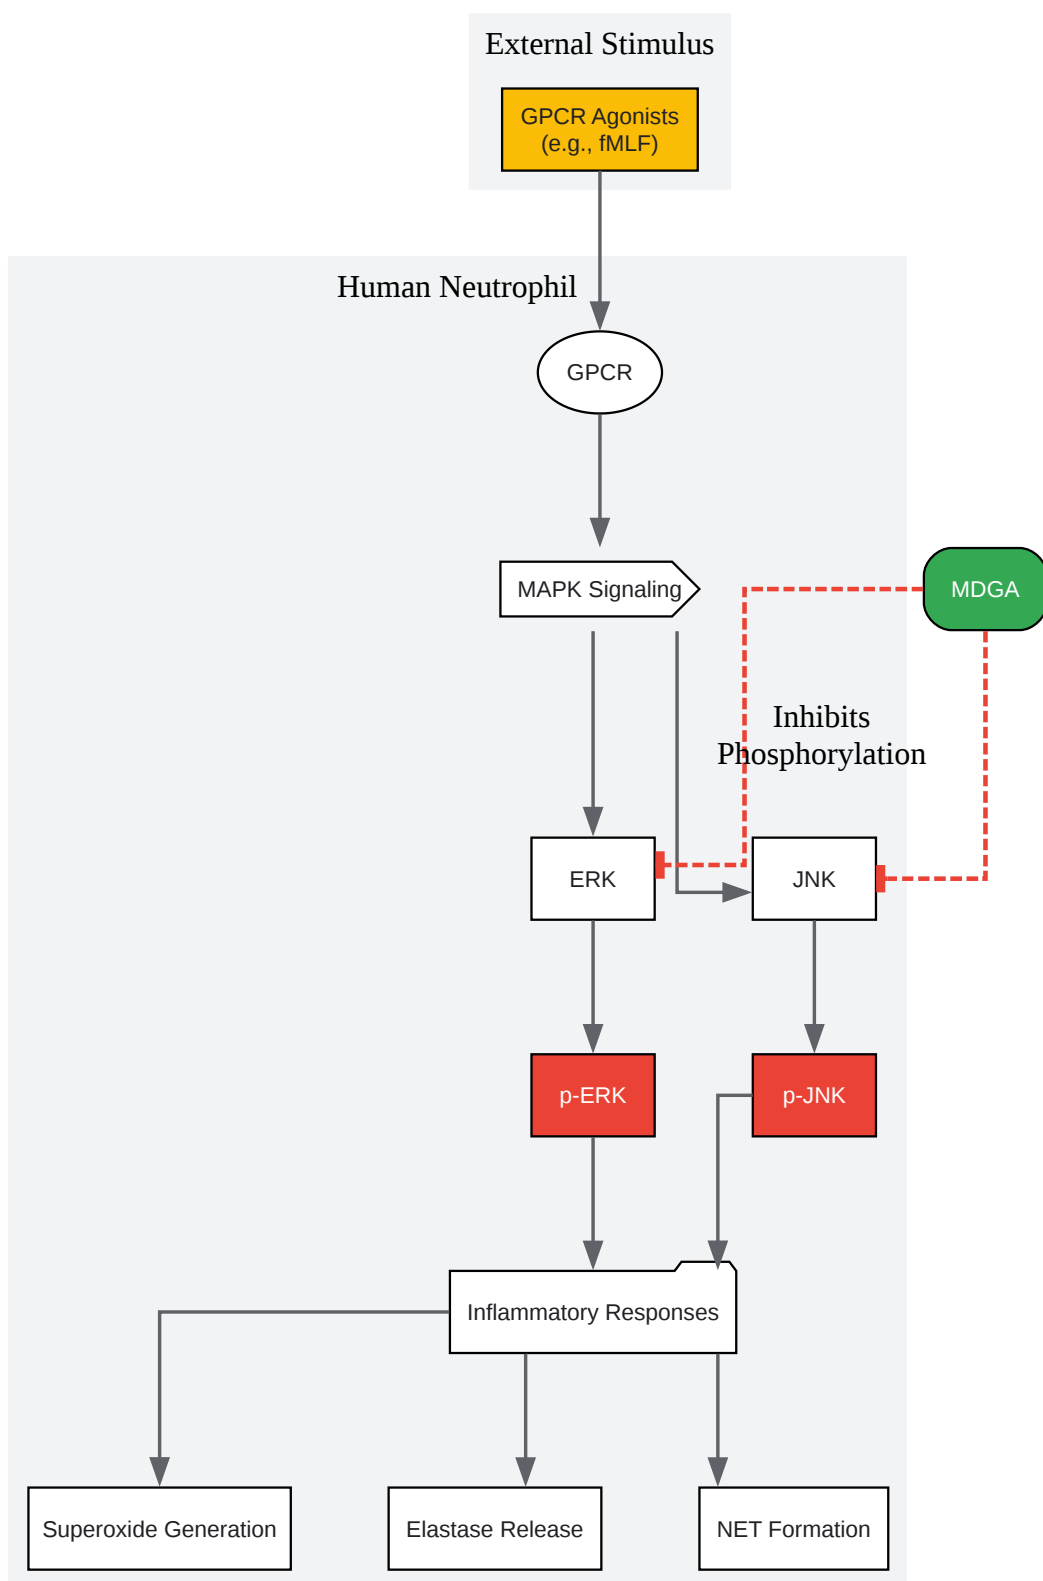 External Stimulus
GPCR Agonists
(e.g., fMLF)
Human Neutrophil
GPCR
MAPK Signaling
MDGA
Inhibits
Phosphorylation
ERK
JNK
p-ERK
p-JNK
Inflammatory Responses
Superoxide Generation
Elastase Release
NET Formation